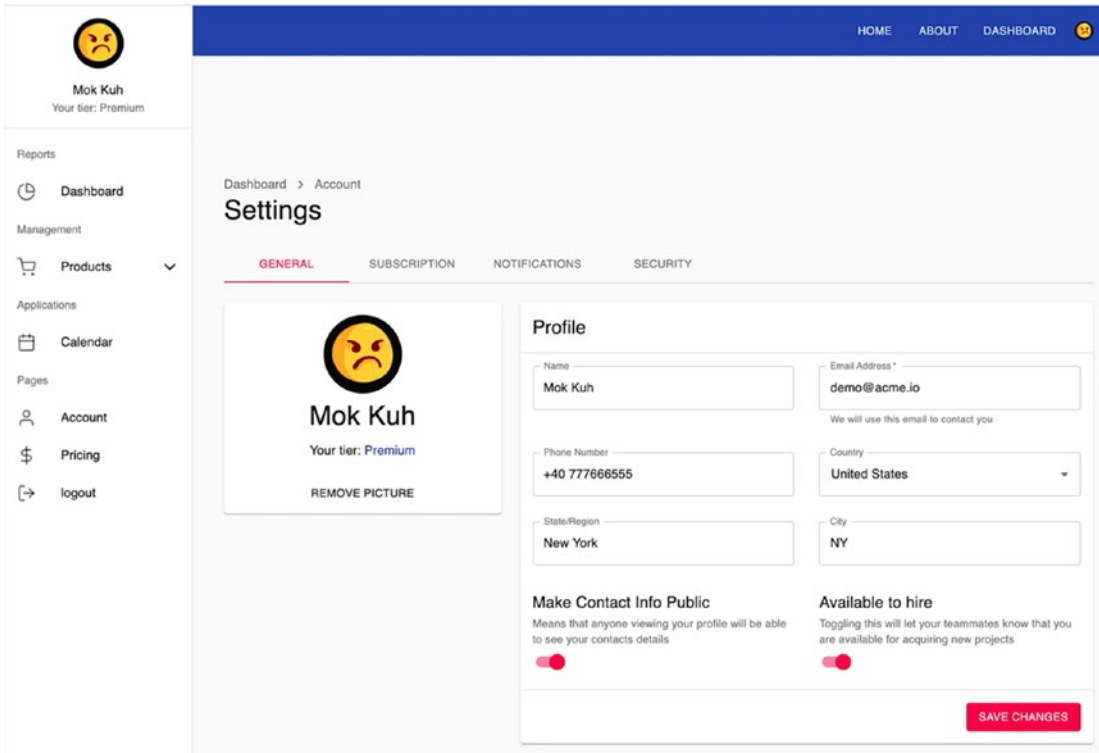 Mok Kuh
Your tier: Premium
Reports
Dashboard
Management
Products
Applications
Calendar
Pages
Account
Pricing
logout
HOME ABOUT DASHBOARD
Dashboard > Account
Settings
GENERAL SUBSCRIPTION NOTIFICATIONS SECURITY
Mok Kuh
Your tier: Premium
REMOVE PICTURE
Profile
Name
Mok Kuh
Email Address *
demo@acme.io
We will use this email to contact you
Phone Number
+40 777666555
Country
United States
State/Region
New York
City
NY
Make Contact Info Public
Means that anyone viewing your profile will be able
to see your contacts details
Available to hire
Toggling this will let your teammates know that you
are available for acquiring new projects
SAVE CHANGES